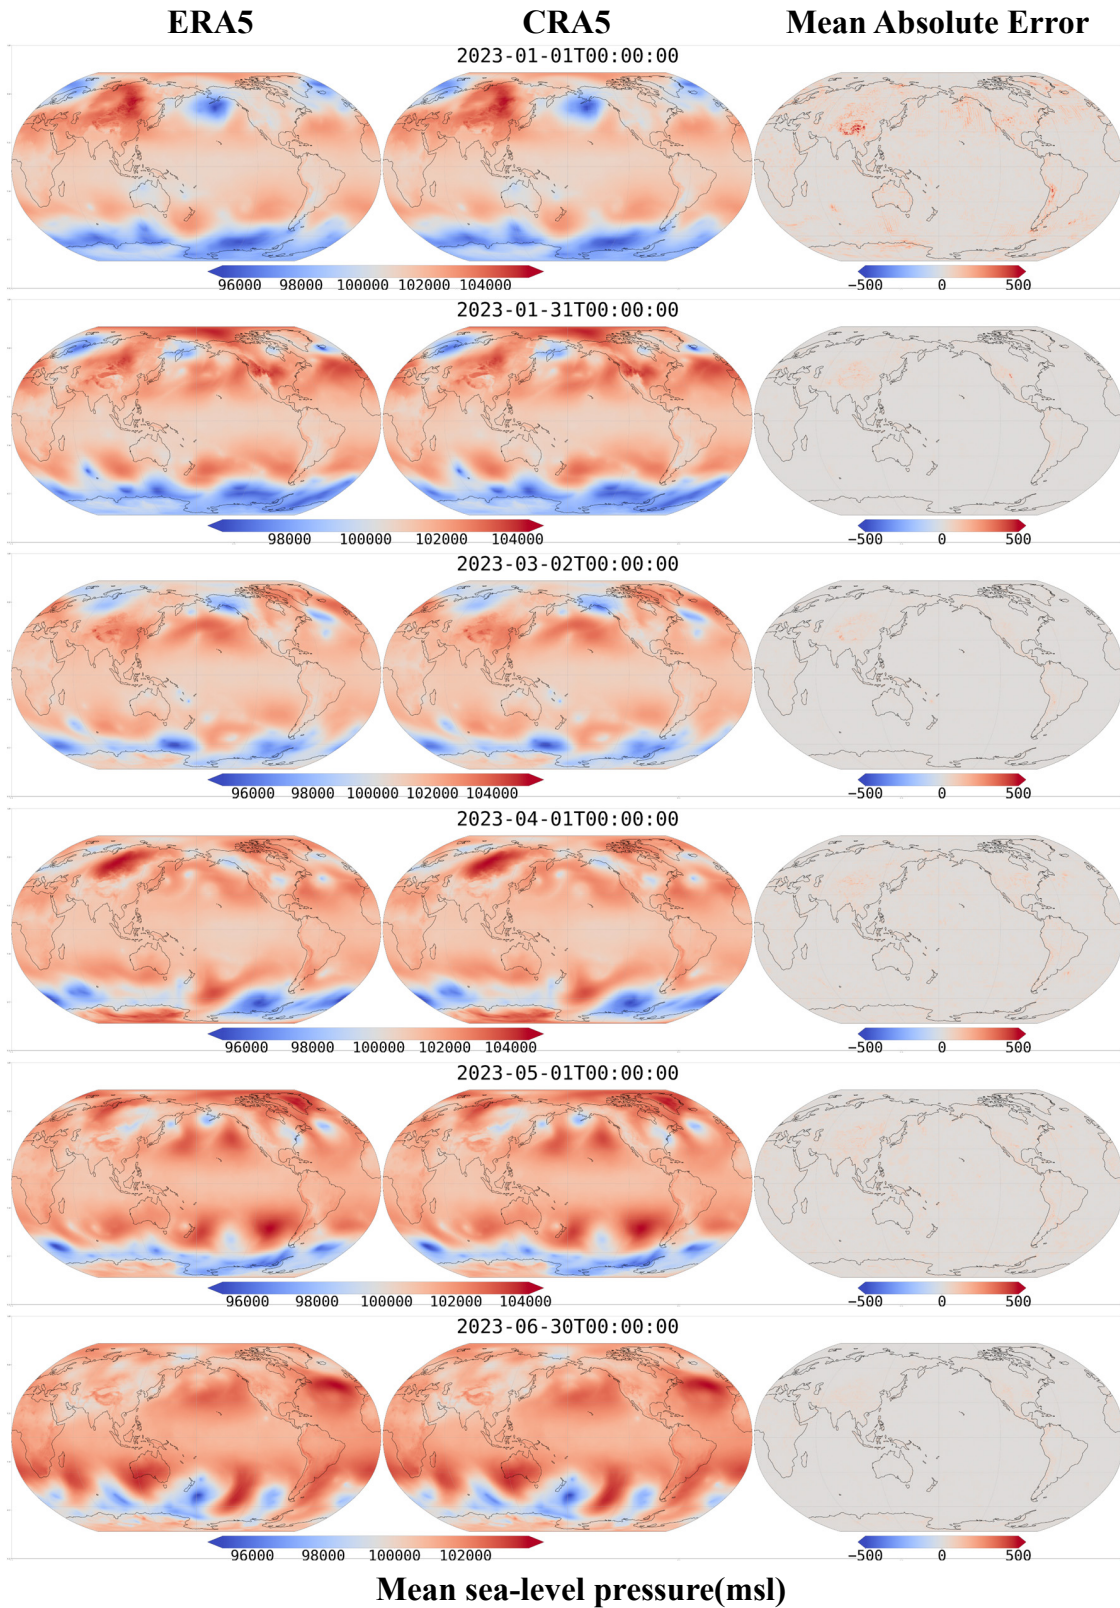 ERA5 CRA5 Mean Absolute Error
2023-01-01T00:00:00
96000 98000 100000 102000 104000 −500 0 500
2023-01-31T00:00:00
98000 100000 102000 104000 −500 0 500
2023-03-02T00:00:00
96000 98000 100000 102000 104000 −500 0 500
2023-04-01T00:00:00
96000 98000 100000 102000 104000 −500 0 500
2023-05-01T00:00:00
96000 98000 100000 102000 104000 −500 0 500
2023-06-30T00:00:00
96000 98000 100000 102000 −500 0 500
Mean sea-level pressure(msl)